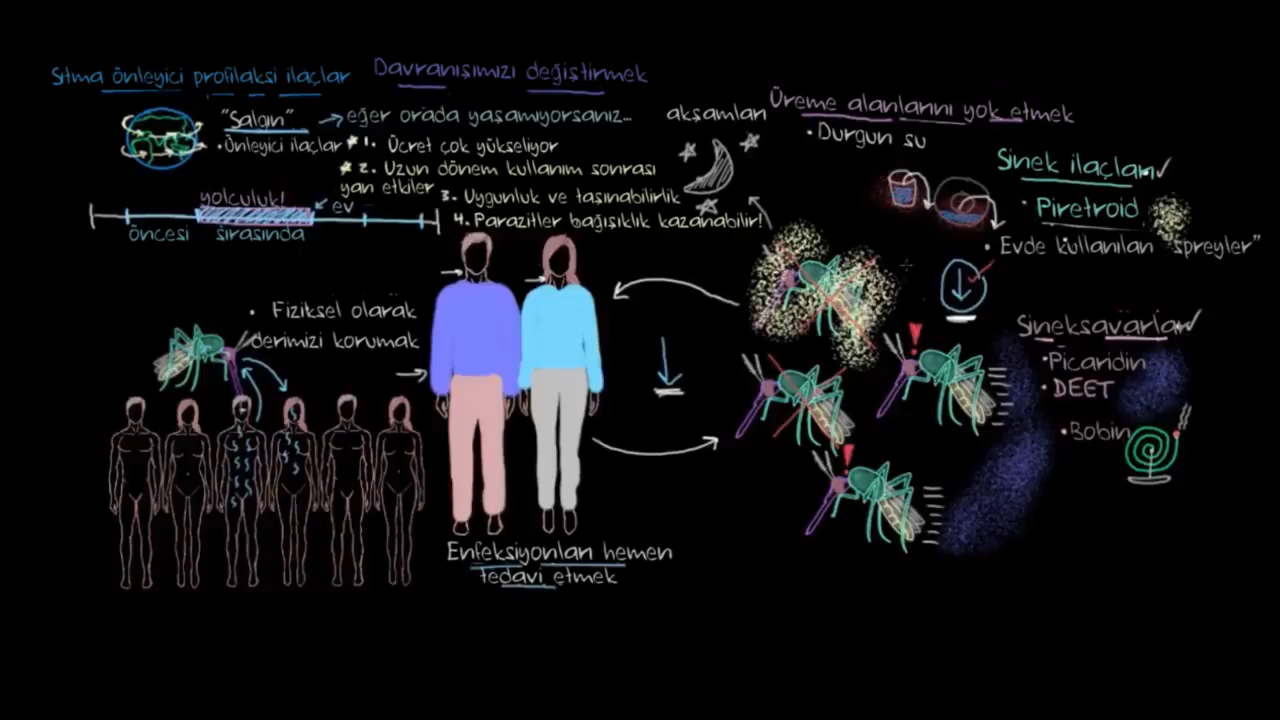 Sıtma önleyici profilaksi ilaçlar
"Salgın"
• Önleyici ilaçlar
yolculuk!
ev
öncesi sırasında
Davranışımızı değiştirmek
eğer orada yaşamıyorsanız...
* 1. Ücret çok yükseliyor
* 2. Uzun dönem kullanım sonrası
yan etkiler
3. Uygunluk ve taşınabilirlik
4. Parazitler bağışıklık kazanabilir!
akşamları
Üreme alanlarını yok etmek
• Durgun su
Sinek ilaçları
• Piretroid
• Evde kullanılan "spreyler"
Sineksavarlar
• Picaridin
• DEET
• Bobin
• Fiziksel olarak
derimizi korumak
Enfeksiyonları hemen
tedavi etmek